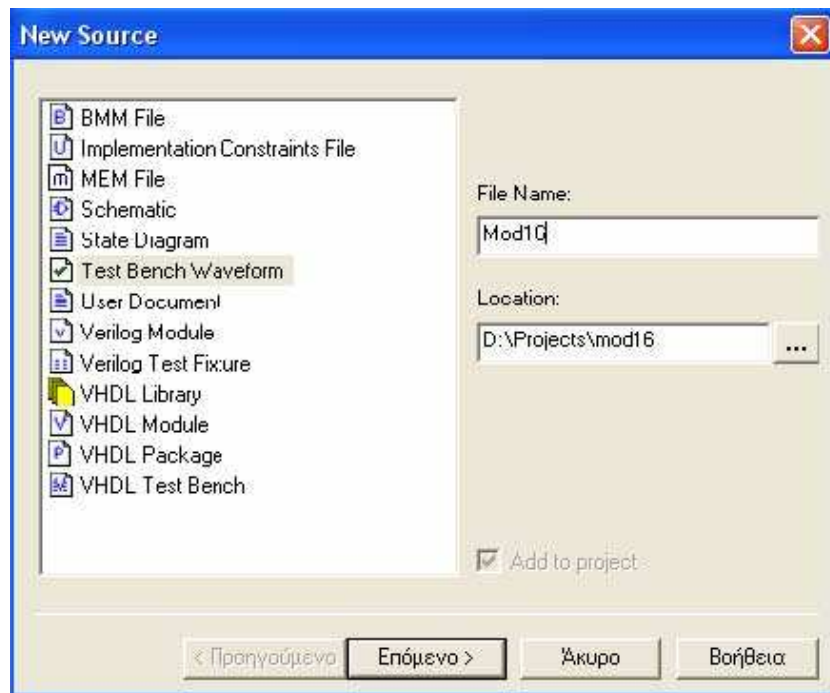 New Source
BMM File
Implementation Constraints File
MEM File
Schematic
State Diagram
Test Bench Waveform
User Document
Verilog Module
Verilog Test Fixture
VHDL Library
VHDL Module
VHDL Package
VHDL Test Bench
File Name:
Mod10
Location:
D:\Projects\mod16
...
Add to project
< Προηγούμενο
Επόμενο >
Άκυρο
Βοήθεια